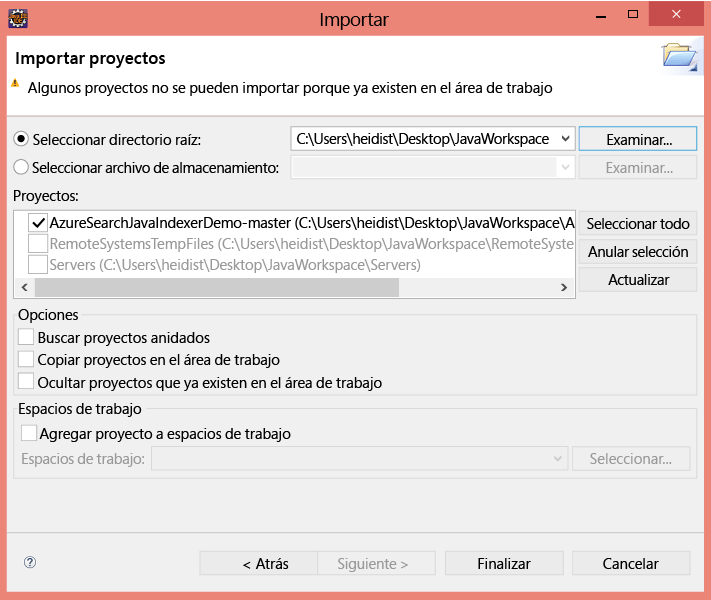 Importar
Importar proyectos
Algunos proyectos no se pueden importar porque ya existen en el área de trabajo
Seleccionar directorio raíz: C:\Users\heidist\Desktop\JavaWorkspace Examinar...
Seleccionar archivo de almacenamiento: Examinar...
Proyectos:
AzureSearchJavaIndexerDemo-master (C:\Users\heidist\Desktop\JavaWorkspace\A Seleccionar todo
RemoteSystemsTempFiles (C:\Users\heidist\Desktop\JavaWorkspace\RemoteSyste Anular selección
Servers (C:\Users\heidist\Desktop\JavaWorkspace\Servers)
Actualizar
Opciones
Buscar proyectos anidados
Copiar proyectos en el área de trabajo
Ocultar proyectos que ya existen en el área de trabajo
Espacios de trabajo
Agregar proyecto a espacios de trabajo
Espacios de trabajo: Seleccionar...
? < Atrás Siguiente > Finalizar Cancelar